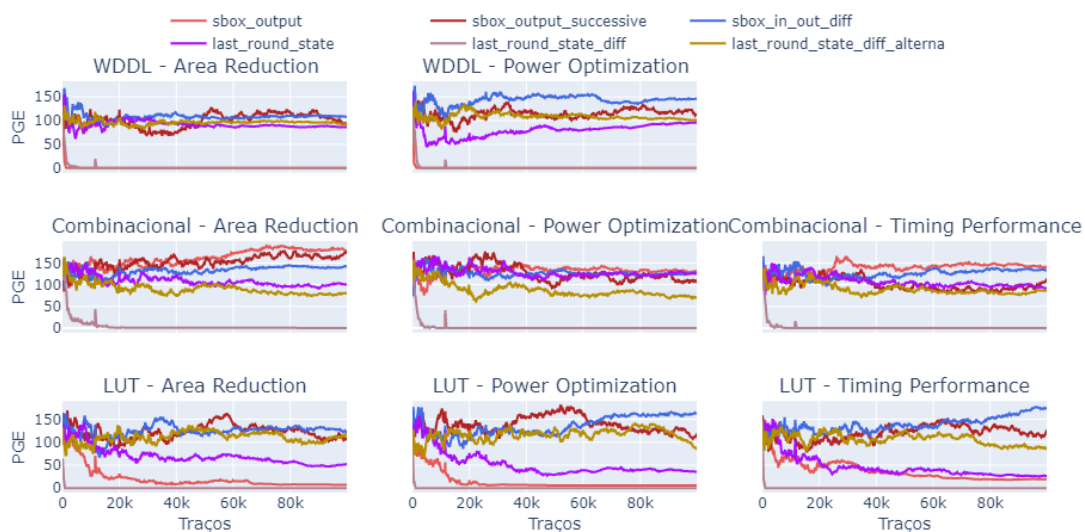 sbox_output sbox_output_successive sbox_in_out_diff
last_round_state last_round_state_diff last_round_state_diff_alterna
WDDL - Area Reduction WDDL - Power Optimization
PGE
150
100
50
0
Combinacional - Area Reduction Combinacional - Power Optimization Combinacional - Timing Performance
PGE
150
100
50
0
LUT - Area Reduction LUT - Power Optimization LUT - Timing Performance
PGE
150
100
50
0
0 20k 40k 60k 80k 0 20k 40k 60k 80k 0 20k 40k 60k 80k
Traços Traços Traços